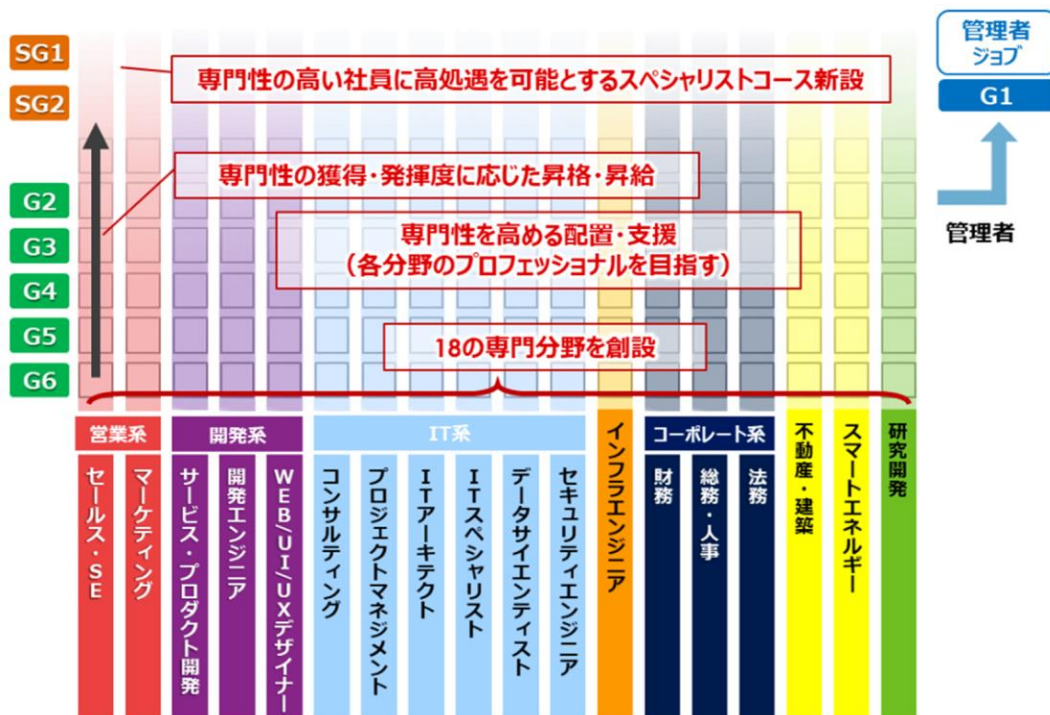 SG1
SG2
G2
G3
G4
G5
G6
専門性の高い社員に高処遇を可能とするスペシャリストコース新設
専門性の獲得・発揮度に応じた昇格・昇給
専門性を高める配置・支援
（各分野のプロフェッショナルを目指す）
18の専門分野を創設
管理者
ジョブ
G1
管理者
営業系
セールス・SE
マーケティング
開発系
サービス・プロダクト開発
開発エンジニア
WEB/UI/UXデザイナー
IT系
コンサルティング
プロジェクトマネジメント
ITアーキテクト
ITスペシャリスト
データサイエンティスト
セキュリティエンジニア
インフラエンジニア
コーポレート系
財務
総務・人事
法務
不動産・建築
スマートエネルギー
研究開発